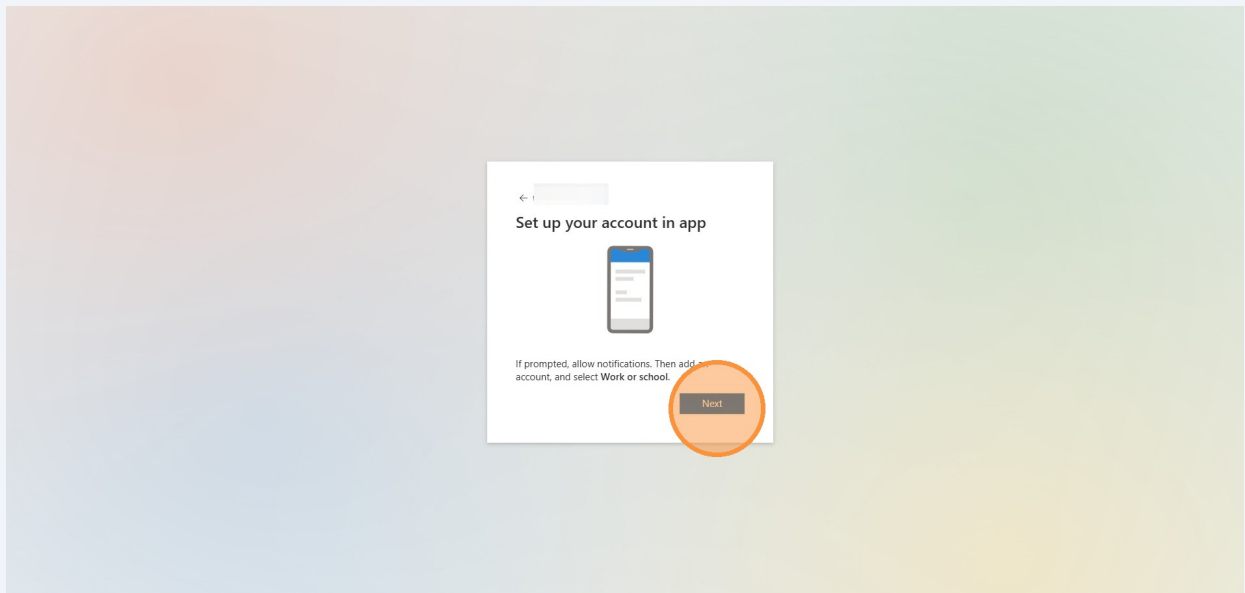 Set up your account in app
If prompted, allow notifications. Then add
account, and select Work or school.
Next